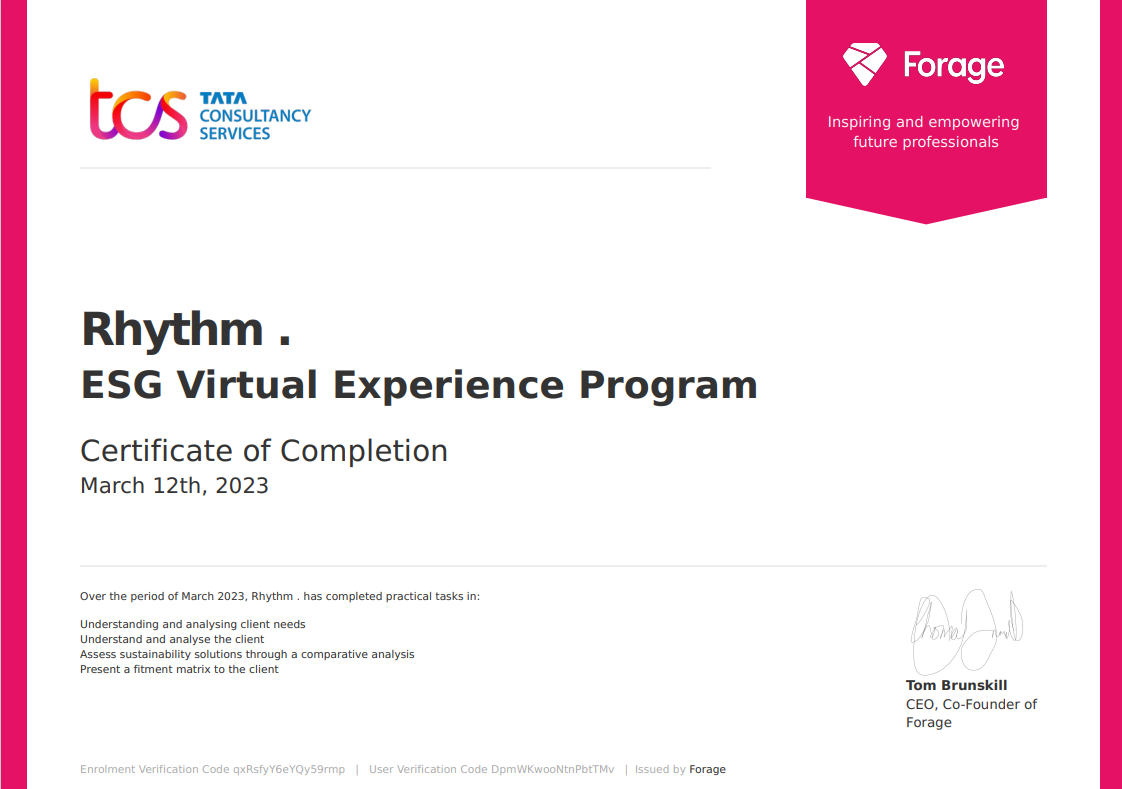 tcs TATA
CONSULTANCY
SERVICES
Forage
Inspiring and empowering
future professionals
Rhythm .
ESG Virtual Experience Program
Certificate of Completion
March 12th, 2023
Over the period of March 2023, Rhythm . has completed practical tasks in:
Understanding and analysing client needs
Understand and analyse the client
Assess sustainability solutions through a comparative analysis
Present a fitment matrix to the client
Tom Brunskill
CEO, Co-Founder of
Forage
Enrolment Verification Code qxRsfyY6eYQy59rmp | User Verification Code DpmWKwooNtnPbtTMv | Issued by Forage